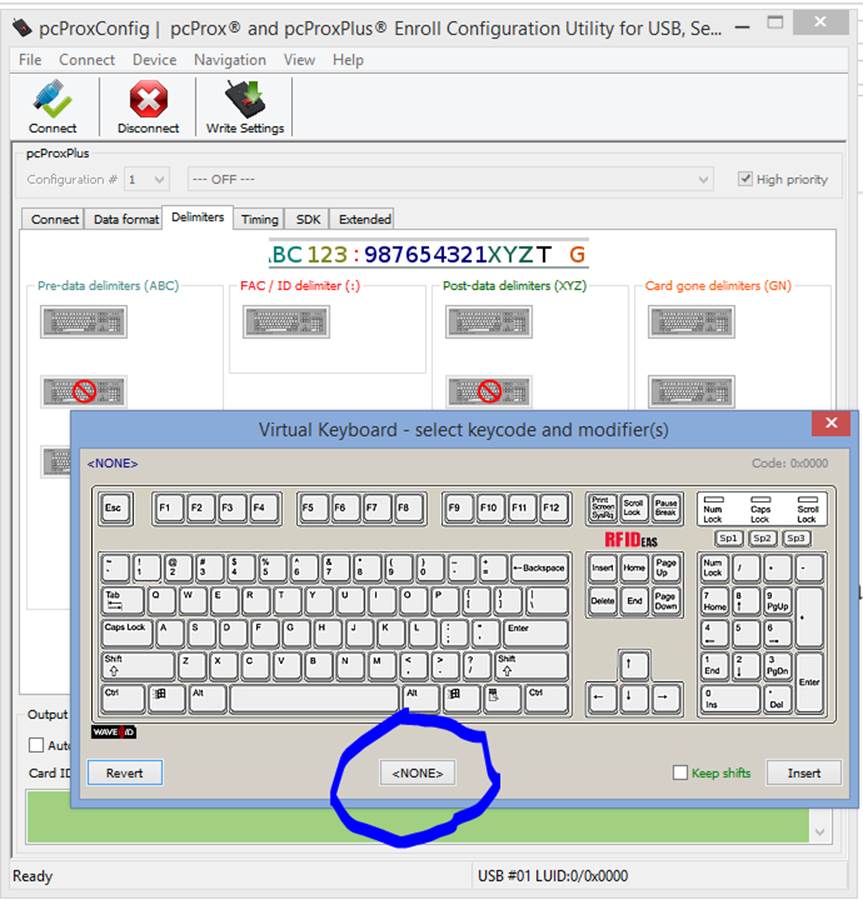 pcProxConfig | pcProx® and pcProxPlus® Enroll Configuration Utility for USB, Se...
File Connect Device Navigation View Help
Connect Disconnect Write Settings
pcProxPlus
Configuration # 1 --- OFF --- High priority
Connect Data format Delimiters Timing SDK Extended
BC 123 : 987654321XYZT G
Pre-data delimiters (ABC) FAC / ID delimiter (:) Post-data delimiters (XYZ) Card gone delimiters (GN)
Virtual Keyboard - select keycode and modifier(s)
<NONE> Code: 0x0000
Esc F1 F2 F3 F4 F5 F6 F7 F8 F9 F10 F11 F12 Print Screen SysRq Scroll Lock Pause Break Num Lock Caps Lock Scroll Lock
RFIDEAS Sp1 Sp2 Sp3
~ ` ! 1 @ 2 # 3 $ 4 % 5 ^ 6 & 7 * 8 ( 9 ) 0 _ - + = ←Backspace Insert Home Page Up Num Lock / * -
Tab Q W E R T Y U I O P { [ } ] | \ Delete End Page Down 7 Home 8 ↑ 9 PgUp +
Caps Lock A S D F G H J K L : ; " ' Enter 4 ← 5 6 →
Shift ⇧ Z X C V B N M < , > . ? / Shift ⇧ ↑ 1 End 2 ↓ 3 PgDn Enter
Ctrl Alt Alt Ctrl ← ↓ → 0 Ins . Del
WAVE ID
Revert <NONE> Keep shifts Insert
Output
Aut
Card ID
Ready USB #01 LUID:0/0x0000